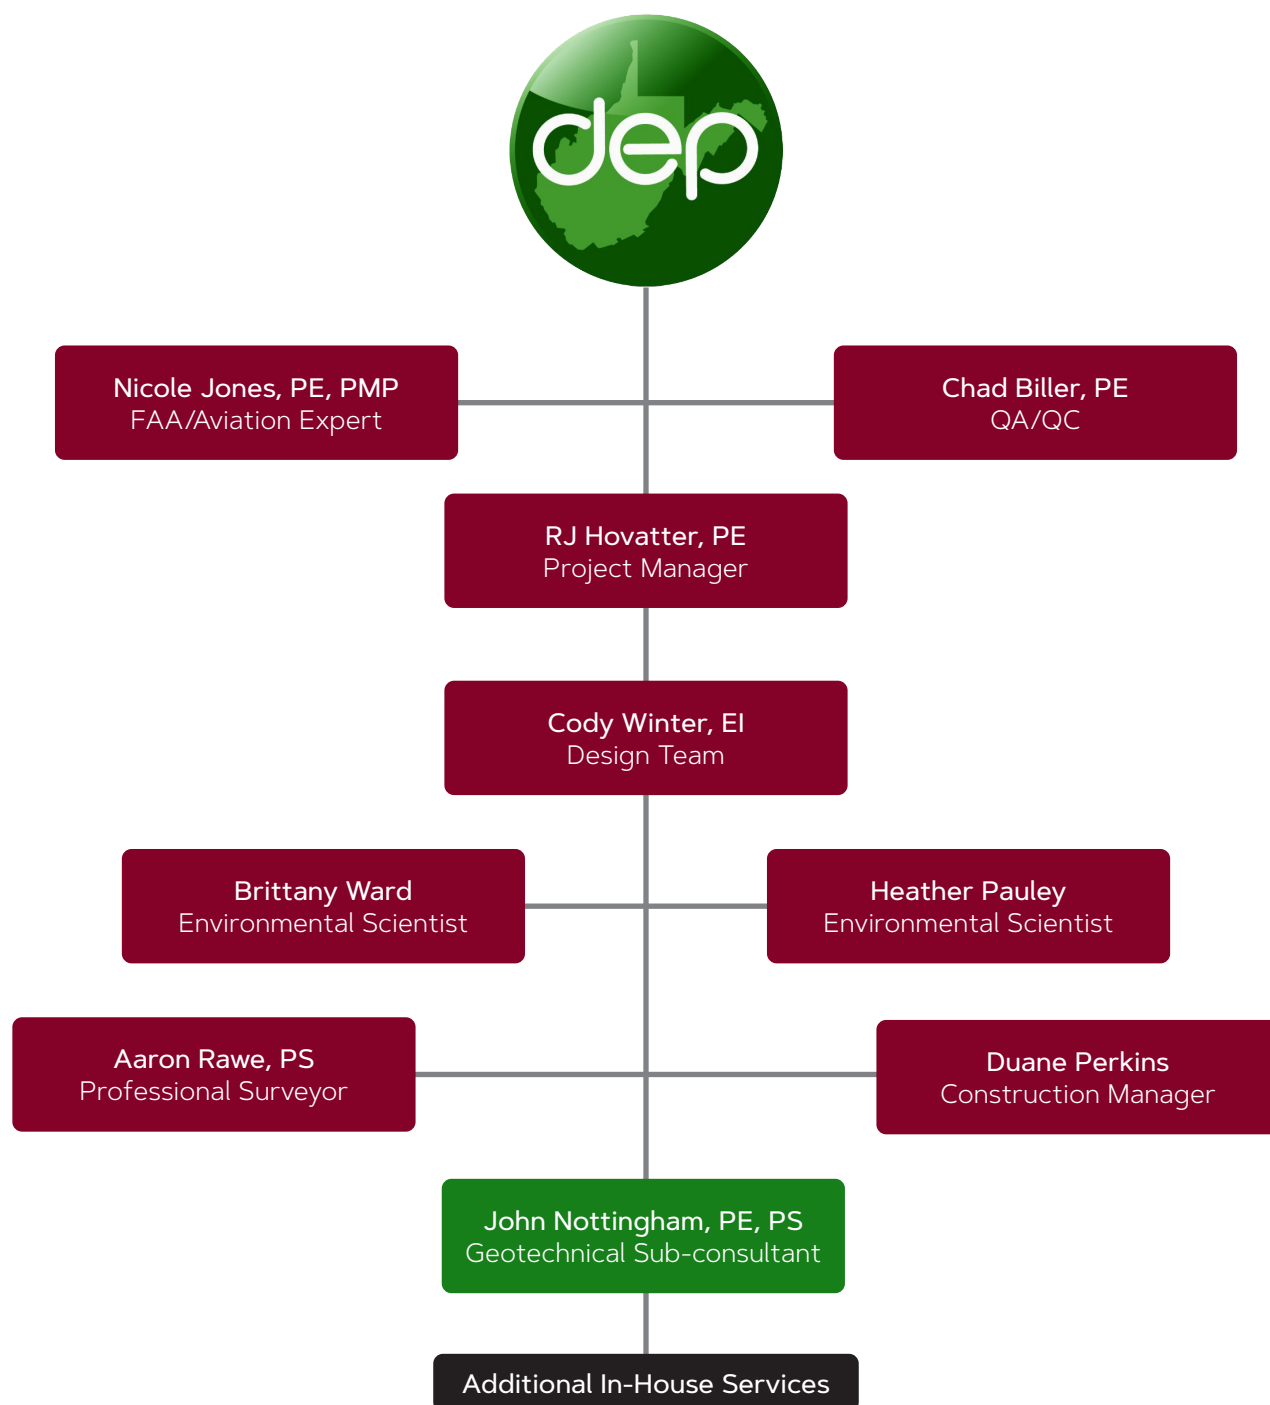 dep
Nicole Jones, PE, PMP
FAA/Aviation Expert
Chad Biller, PE
QA/QC
RJ Hovatter, PE
Project Manager
Cody Winter, EI
Design Team
Brittany Ward
Environmental Scientist
Heather Pauley
Environmental Scientist
Aaron Rawe, PS
Professional Surveyor
Duane Perkins
Construction Manager
John Nottingham, PE, PS
Geotechnical Sub-consultant
Additional In-House Services